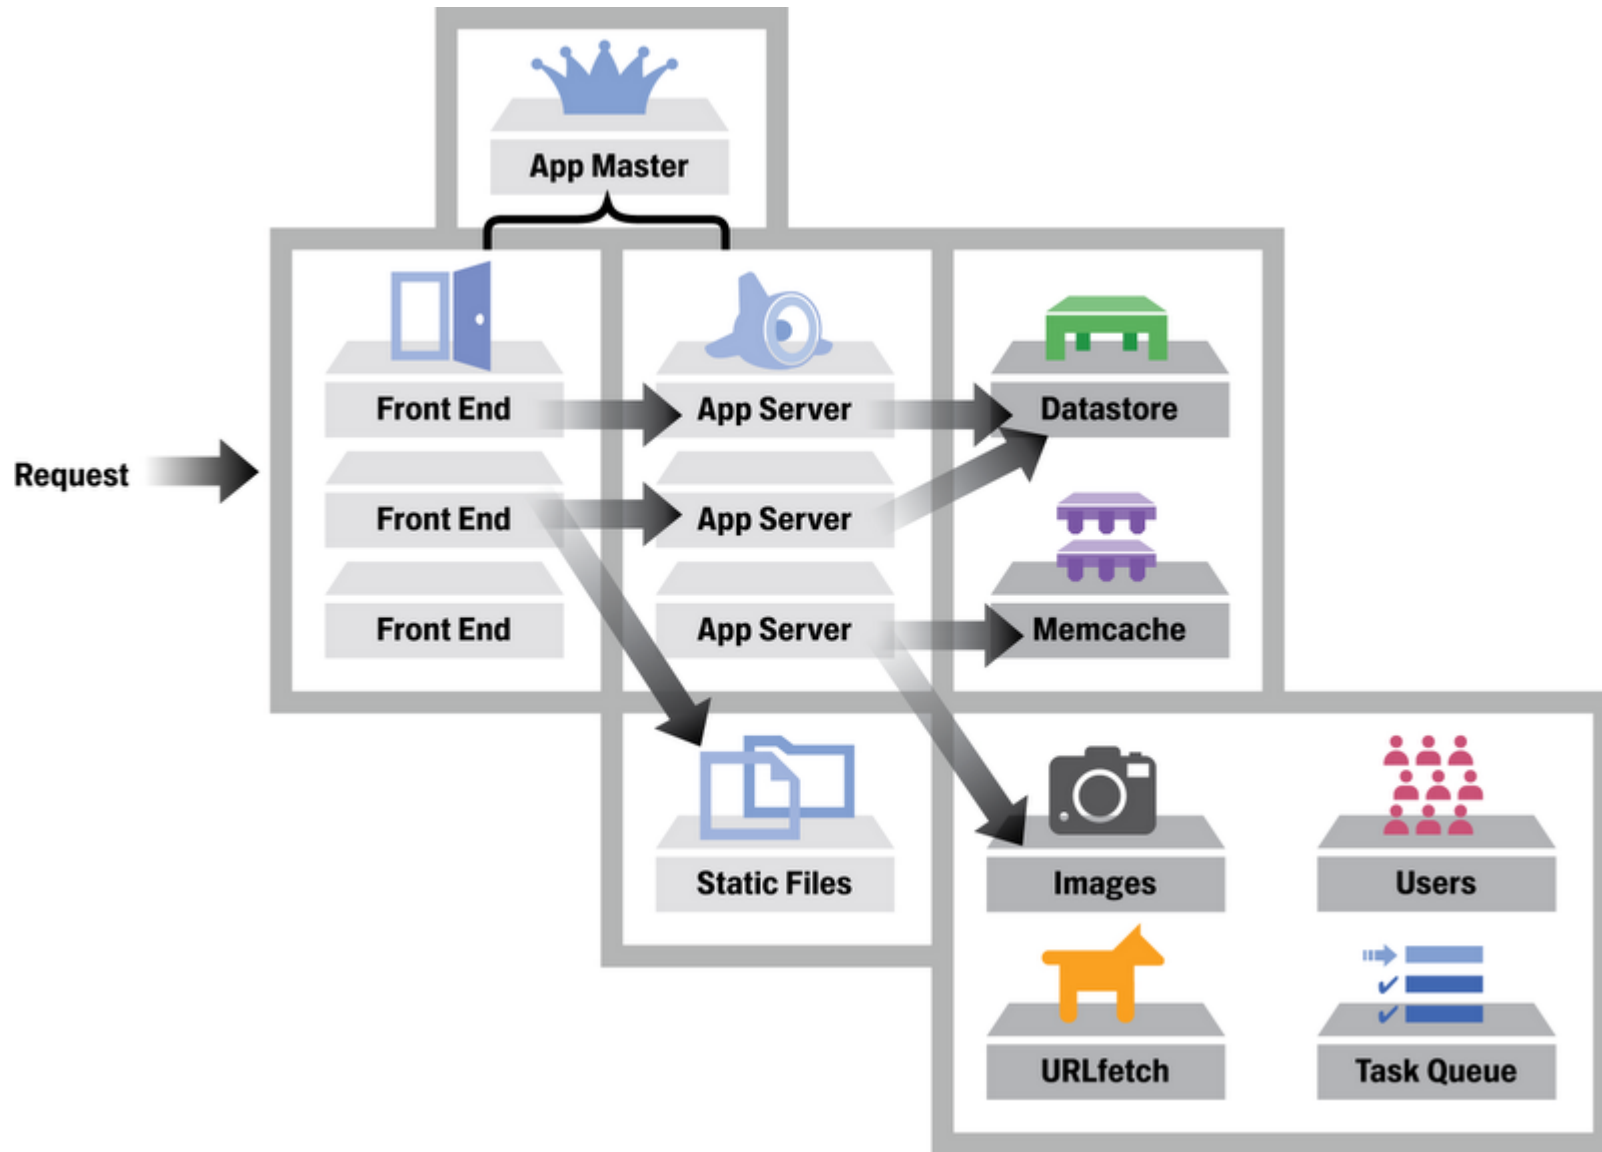 App Master
Front End
App Server
Datastore
Request
Front End
App Server
Front End
App Server
Memcache
Static Files
Images
Users
URLfetch
Task Queue